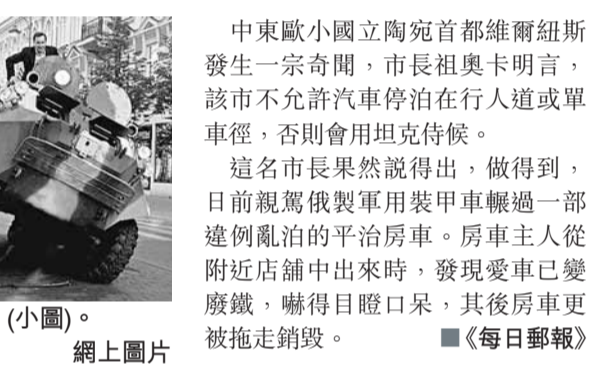 中東歐小國立陶宛首都維爾紐斯
發生一宗奇聞，市長祖奧卡明言，
該市不允許汽車停泊在行人道或單
車徑，否則會用坦克侍候。
這名市長果然説得出，做得到，
日前親駕俄製軍用裝甲車輾過一部
違例亂泊的平治房車。房車主人從
附近店舖中出來時，發現愛車已變
廢鐵，嚇得目瞪口呆，其後房車更
被拖走銷毀。 ■《每日郵報》
(小圖)。
網上圖片